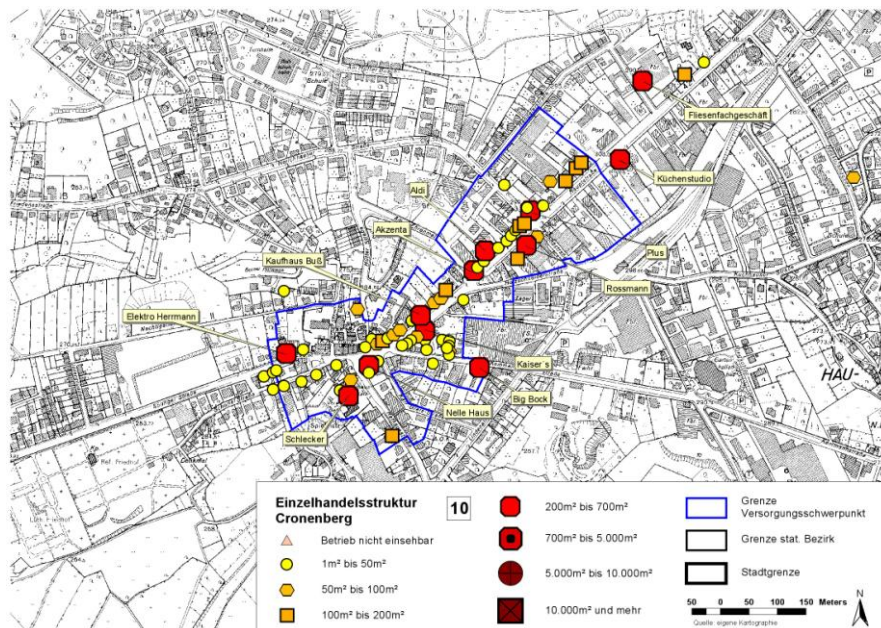 Fliesenfachgeschäft
Küchenstudio
Aldi
Akzenta
Plus
Kaufhaus Buß
Rossmann
Elektro Herrmann
Kaiser´s
HAU-
Big Bock
Nelle Haus
Schlecker
Einzelhandelsstruktur
Cronenberg
10
Betrieb nicht einsehbar
1m² bis 50m²
50m² bis 100m²
100m² bis 200m²
200m² bis 700m²
700m² bis 5.000m²
5.000m² bis 10.000m²
10.000m² und mehr
Grenze
Versorgungsschwerpunkt
Grenze stat. Bezirk
Stadtgrenze
50 0 50 100 150 Meters
N
Quelle: eigene Kartographie